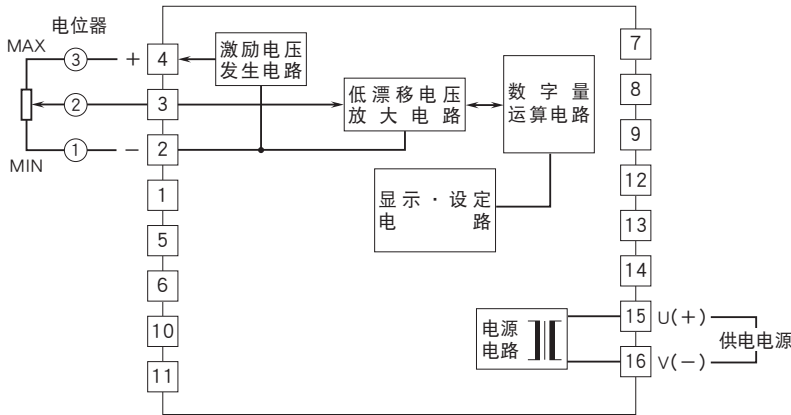 电位器
MAX
③
+
4
②
3
①
−
2
MIN
1
5
6
10
11
激励电压
发生电路
低漂移电压
放大电路
数字量
运算电路
显示·设定
电路
电源
电路
7
8
9
12
13
14
15
U(+)
16
V(−)
供电电源